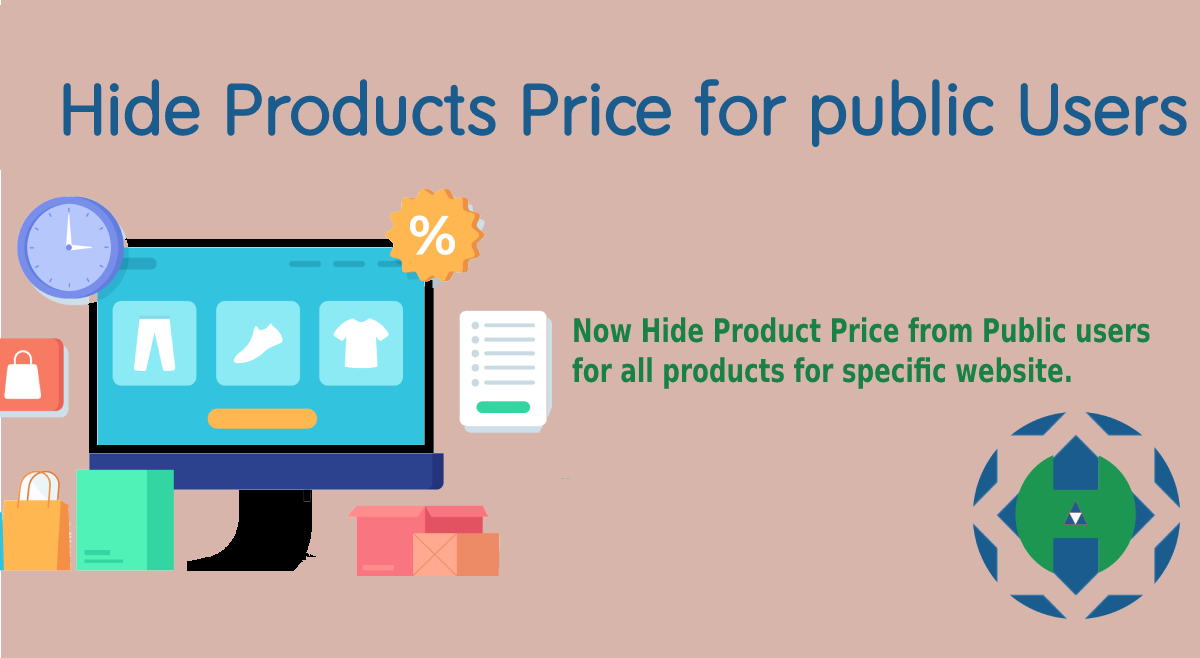 Hide Products Price for public Users
%
Now Hide Product Price from Public users
for all products for specific website.